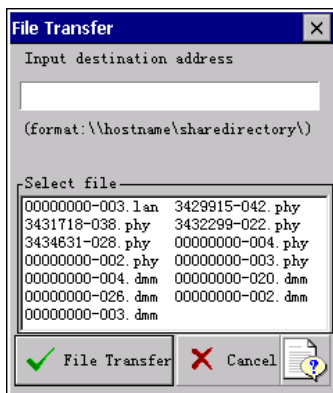 File Transfer
Input destination address
(format:\\hostname\sharedirectory\)
Select file
00000000-003.lan 3429915-042.phy
3431718-038.phy 3432299-022.phy
3434631-028.phy 00000000-004.phy
00000000-002.phy 00000000-003.phy
00000000-004.dmm 00000000-020.dmm
00000000-026.dmm 00000000-002.dmm
00000000-003.dmm
File Transfer Cancel